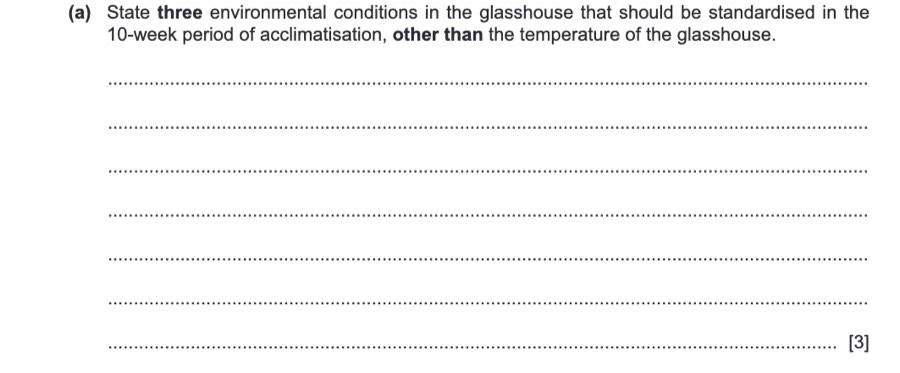 (a) State three environmental conditions in the glasshouse that should be standardised in the
10-week period of acclimatisation, other than the temperature of the glasshouse.
[3]